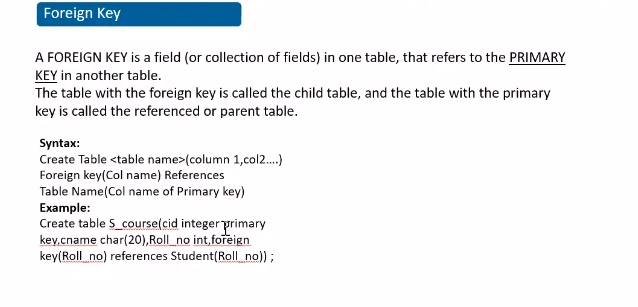 Foreign Key
A FOREIGN KEY is a field (or collection of fields) in one table, that refers to the PRIMARY
KEY in another table.
The table with the foreign key is called the child table, and the table with the primary
key is called the referenced or parent table.
Syntax:
Create Table <table name>(column 1,col2....)
Foreign key(Col name) References
Table Name(Col name of Primary key)
Example:
Create table S_course(cid integer primary
key,cname char(20),Roll_no int,foreign
key(Roll_no) references Student(Roll_no)) ;